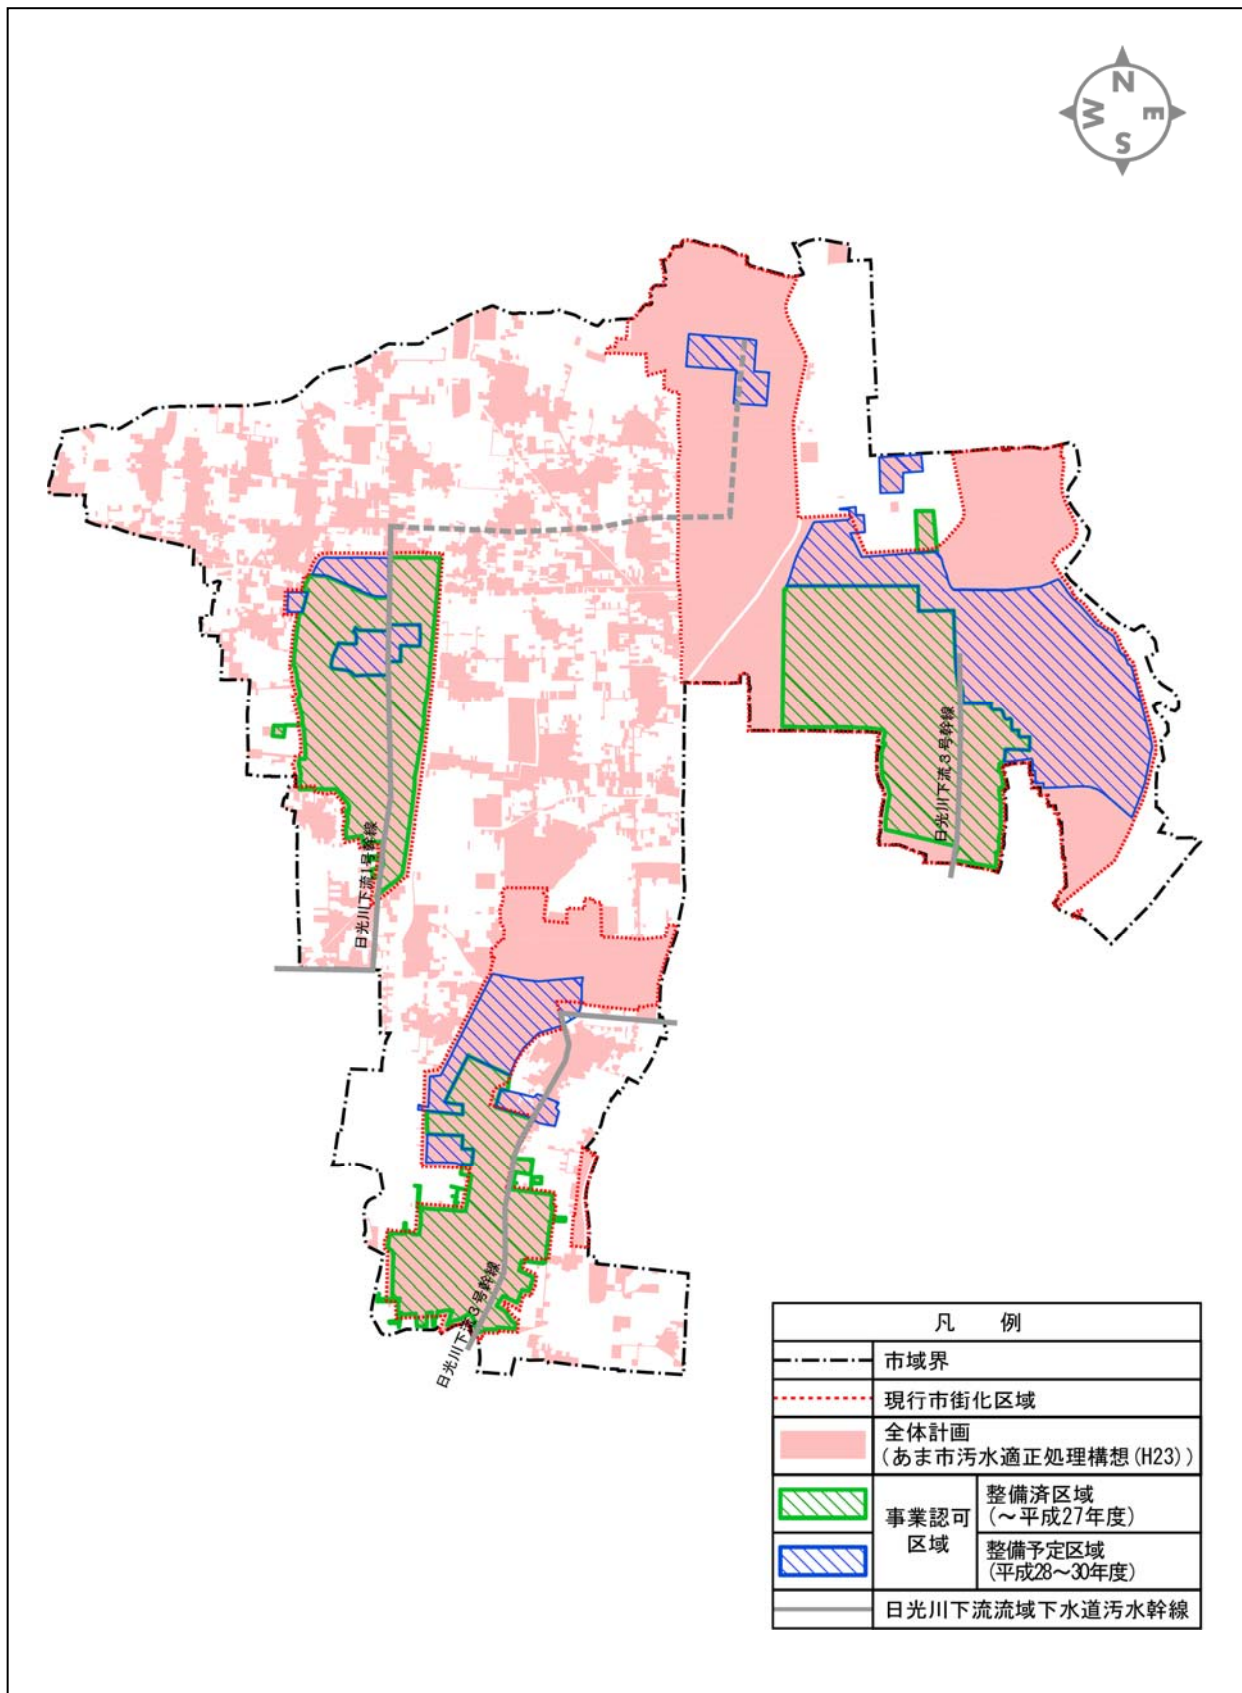 N
W
E
S
日光川下流3号幹線
日光川下流1号幹線
日光川下流3号幹線
凡　例
市域界
現行市街化区域
全体計画
(あま市汚水適正処理構想(H23))
事業認可
区域
整備済区域
(～平成27年度)
整備予定区域
(平成28～30年度)
日光川下流流域下水道汚水幹線